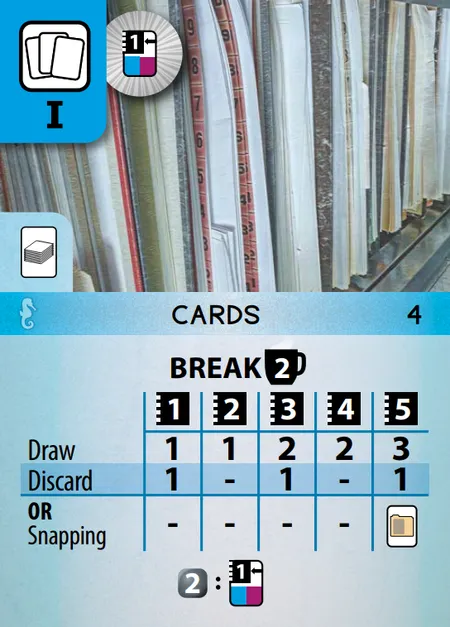 1
I
CARDS 4
BREAK 2
1 2 3 4 5
Draw 1 1 2 2 3
Discard 1 - 1 - 1
OR
Snapping - - - -
2 : 1